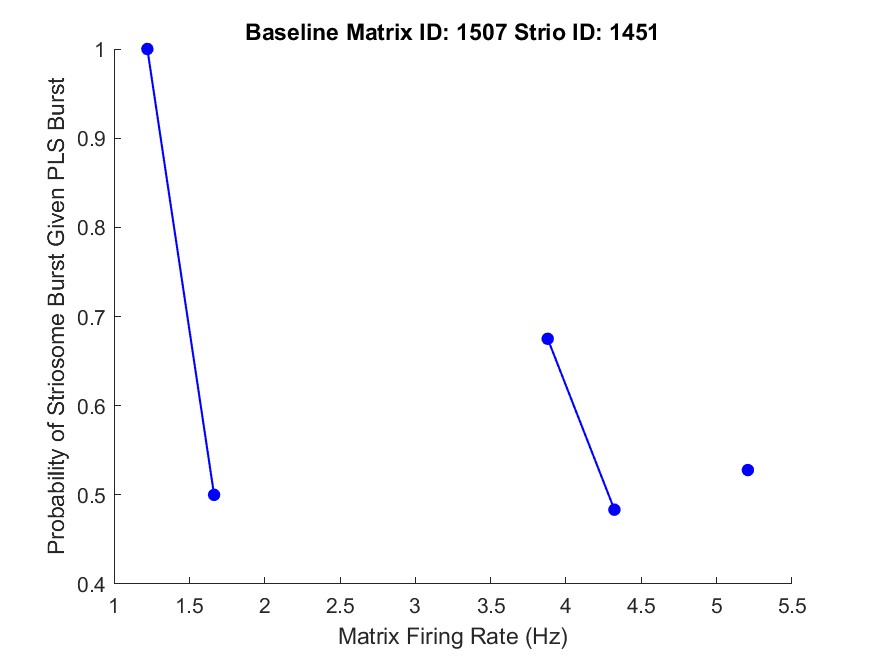 Baseline Matrix ID: 1507 Strio ID: 1451
Probability of Striosome Burst Given PLS Burst
1
0.9
0.8
0.7
0.6
0.5
0.4
1 1.5 2 2.5 3 3.5 4 4.5 5 5.5
Matrix Firing Rate (Hz)